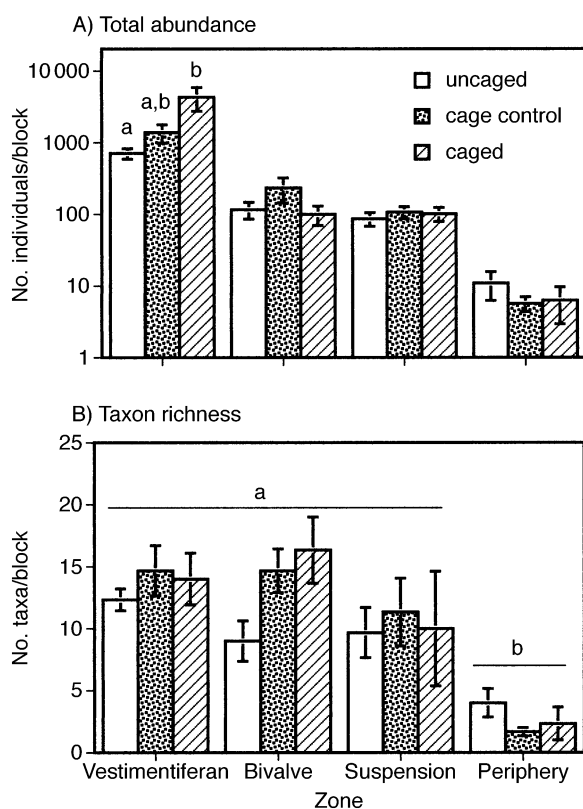 A) Total abundance
10 000
1000
100
10
1
No. individuals/block
a
a,b
b
uncaged
cage control
caged
B) Taxon richness
25
20
15
10
5
0
No. taxa/block
a
b
Vestimentiferan Bivalve Suspension Periphery
Zone